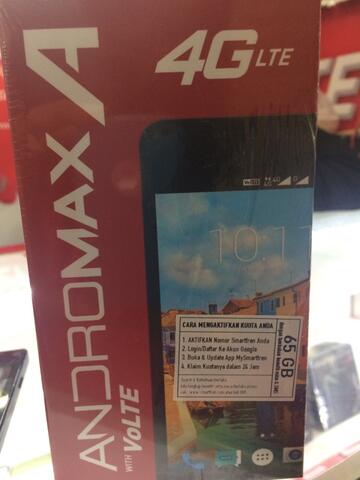 ANDROMAX A
WITH VoLTE
4G LTE
10:1
CARA MENGAKTIFKAN KUOTA ANDA
1. AKTIFKAN Nomor Smartfren Anda
2. Login/Daftar Ke Akun Google
3. Buka & Update App MySmartfren
4. Klaim Kuotanya dalam 24 Jam
65 GB